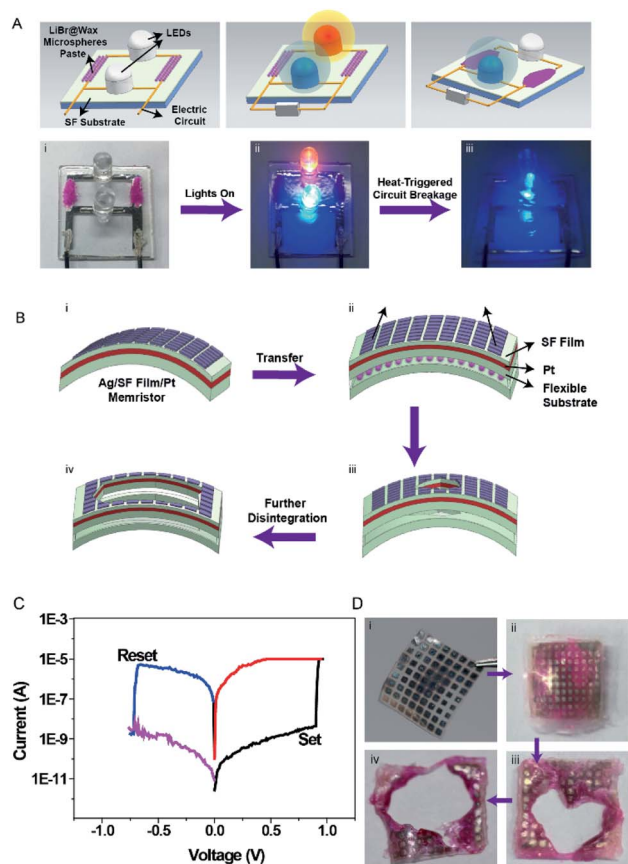 A
LiBr@Wax
Microspheres
Paste
LEDs
SF Substrate
Electric
Circuit
i
Lights On
ii
Heat-Triggered
Circuit Breakage
iii
B
i
Ag/SF Film/Pt
Memristor
Transfer
ii
SF Film
Pt
Flexible
Substrate
iv
Further
Disintegration
iii
C
Current (A)
1E-3
1E-5
1E-7
1E-9
1E-11
Reset
Set
-1.0
-0.5
0.0
0.5
1.0
Voltage (V)
D
i
ii
iv
iii